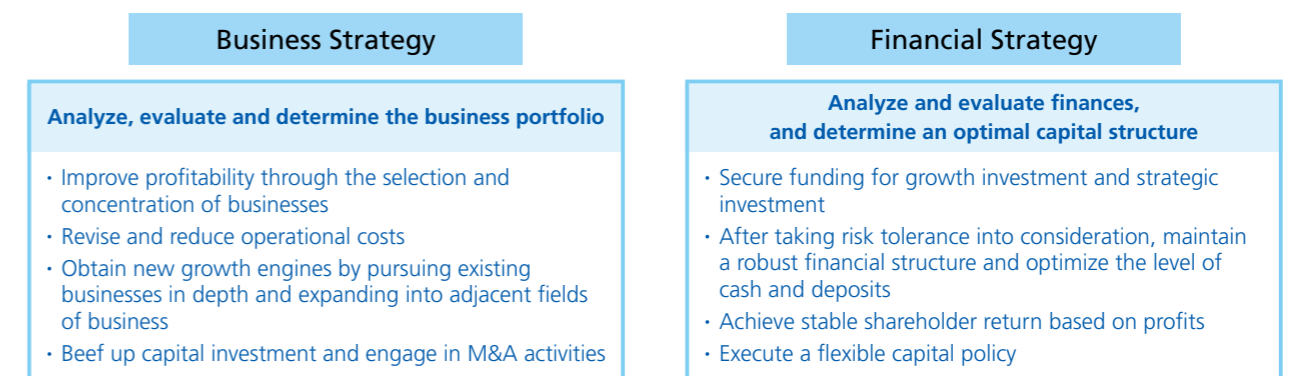 Business Strategy
Analyze, evaluate and determine the business portfolio
・Improve profitability through the selection and
concentration of businesses
・Revise and reduce operational costs
・Obtain new growth engines by pursuing existing
businesses in depth and expanding into adjacent fields
of business
・Beef up capital investment and engage in M&A activities
Financial Strategy
Analyze and evaluate finances,
and determine an optimal capital structure
・Secure funding for growth investment and strategic
investment
・After taking risk tolerance into consideration, maintain
a robust financial structure and optimize the level of
cash and deposits
・Achieve stable shareholder return based on profits
・Execute a flexible capital policy